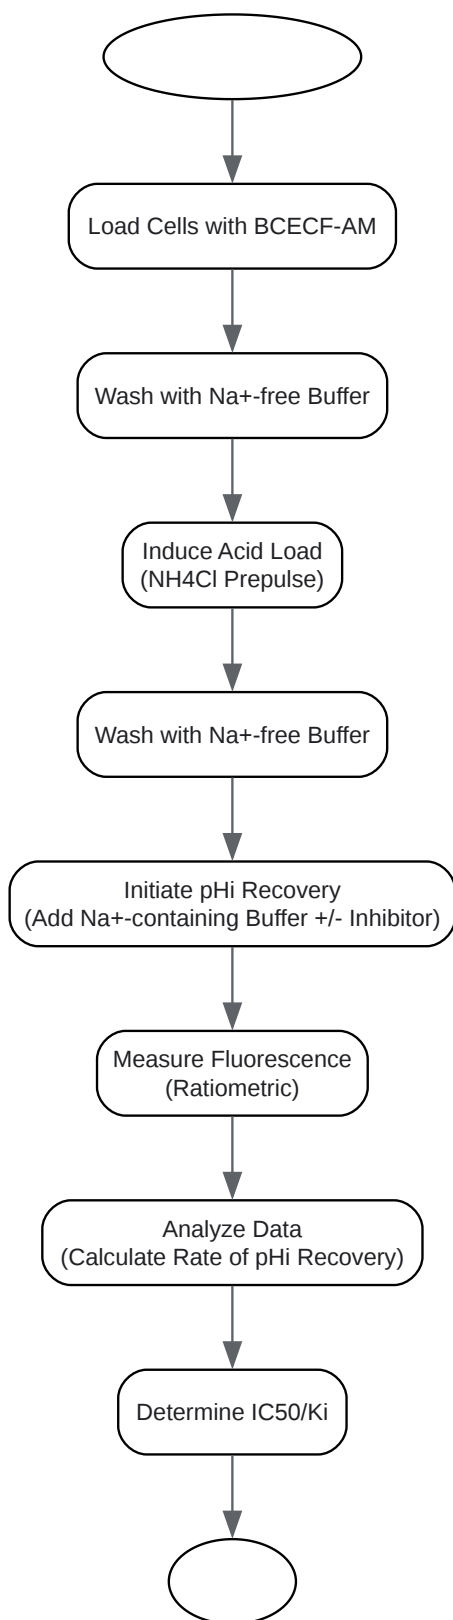 Load Cells with BCECF-AM
Wash with Na+-free Buffer
Induce Acid Load
(NH4Cl Prepulse)
Wash with Na+-free Buffer
Initiate pHi Recovery
(Add Na+-containing Buffer +/- Inhibitor)
Measure Fluorescence
(Ratiometric)
Analyze Data
(Calculate Rate of pHi Recovery)
Determine IC50/Ki